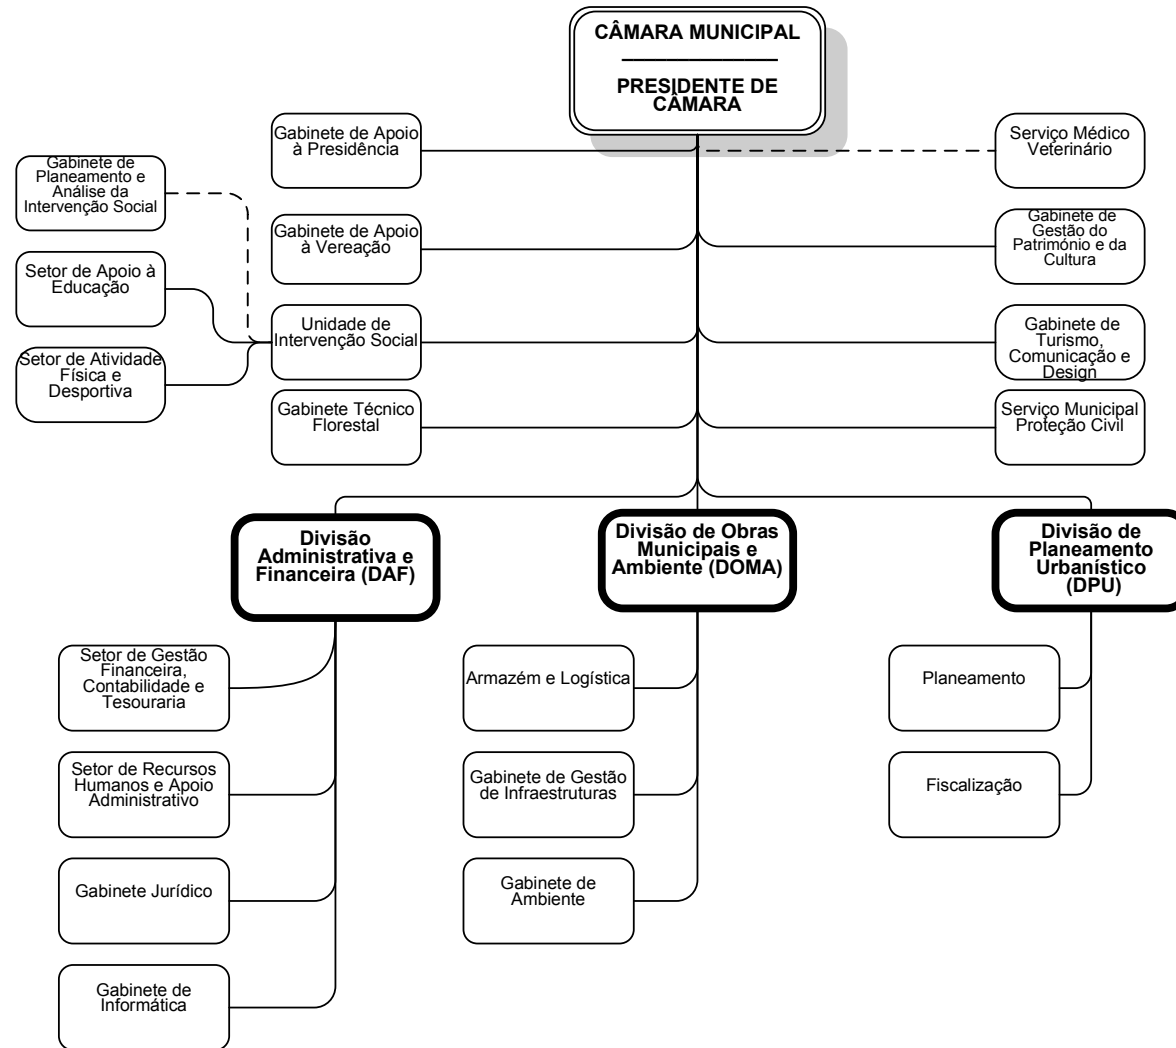 CÂMARA MUNICIPAL
PRESIDENTE DE
CÂMARA
Gabinete de Apoio
à Presidência
Serviço Médico
Veterinário
Gabinete de
Planeamento e
Análise da
Intervenção Social
Gabinete de Apoio
à Vereação
Gabinete de
Gestão do
Património e da
Cultura
Setor de Apoio à
Educação
Unidade de
Intervenção Social
Gabinete de
Turismo,
Comunicação e
Design
Setor de Atividade
Física e
Desportiva
Gabinete Técnico
Florestal
Serviço Municipal
Proteção Civil
Divisão
Administrativa e
Financeira (DAF)
Divisão de Obras
Municipais e
Ambiente (DOMA)
Divisão de
Planeamento
Urbanístico
(DPU)
Setor de Gestão
Financeira,
Contabilidade e
Tesouraria
Armazém e Logística
Planeamento
Setor de Recursos
Humanos e Apoio
Administrativo
Gabinete de Gestão
de Infraestruturas
Fiscalização
Gabinete Jurídico
Gabinete de
Ambiente
Gabinete de
Informática